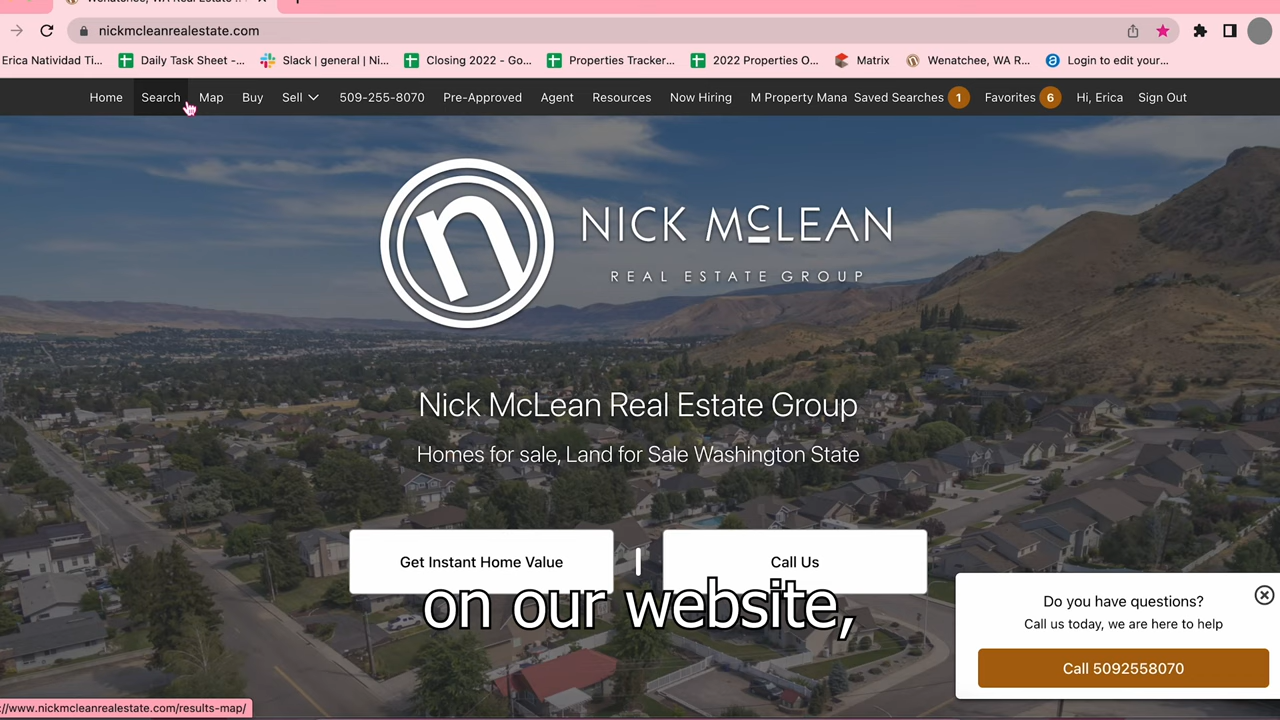 nickmcleanrealestate.com
Erica Natividad Ti...
Daily Task Sheet -...
Slack | general | Ni...
Closing 2022 - Go...
Properties Tracker...
2022 Properties O...
Matrix
Wenatchee, WA R...
Login to edit your...
Home
Search
Map
Buy
Sell
509-255-8070
Pre-Approved
Agent
Resources
Now Hiring
M Property Mana
Saved Searches 1
Favorites 6
Hi, Erica
Sign Out
n
NICK McLEAN
REAL ESTATE GROUP
Nick McLean Real Estate Group
Homes for sale, Land for Sale Washington State
Get Instant Home Value
Call Us
on our website,
Do you have questions?
Call us today, we are here to help
Call 5092558070
://www.nickmcleanrealestate.com/results-map/